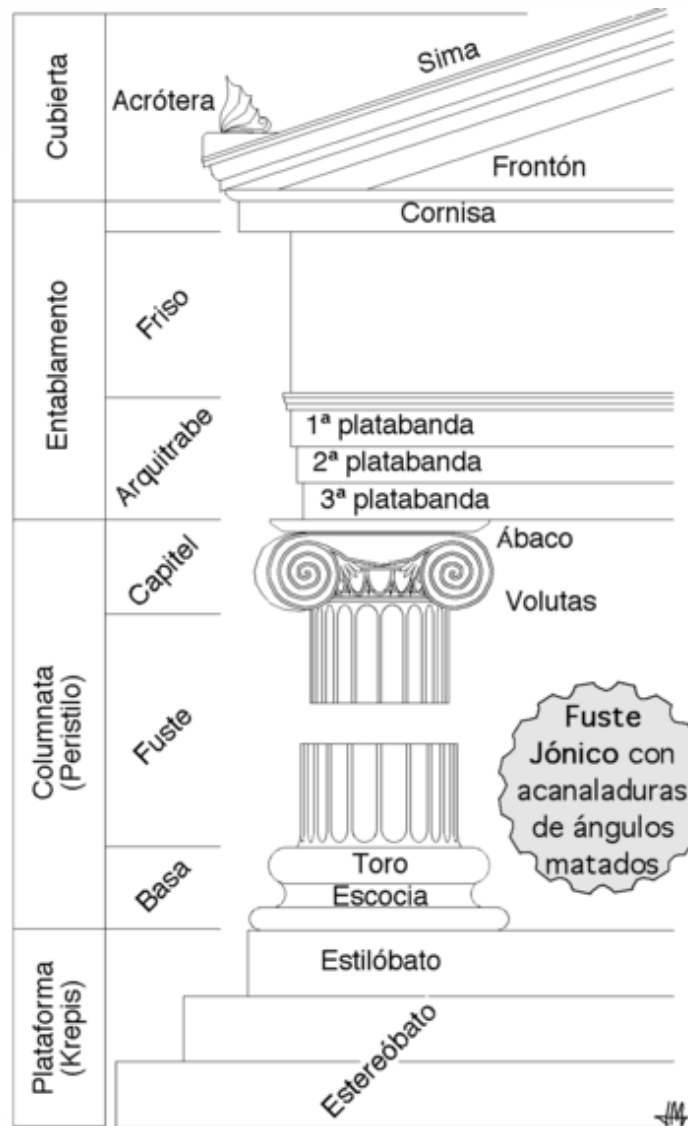 Cubierta
Acrótera
Sima
Frontón
Entablamento
Cornisa
Friso
Arquitrabe
1ª platabanda
2ª platabanda
3ª platabanda
Columnata
(Peristilo)
Capitel
Ábaco
Volutas
Fuste
Fuste
Jónico con
acanaladuras
de ángulos
matados
Basa
Toro
Escocia
Plataforma
(Krepis)
Estilóbato
Estereóbato